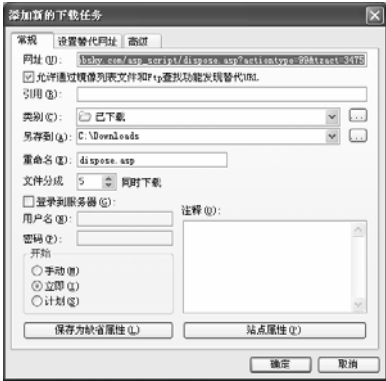 添加新的下载任务
常规 设置替代网址 高级
网址(U): bsky.com/asp_script/dispose.asp?actiontype=99&tzact=3475
允许通过镜像列表文件和Ftp查找功能发现替代URL
引用(R):
类别(C): 已下载 ...
另存到(A): C:\Downloads ...
重命名(E): dispose.asp
文件分成 5 同时下载
登录到服务器(G):
用户名(N):
密码(P):
注释(O):
开始
手动(M)
立即(I)
计划(S)
保存为缺省属性(L) 站点属性(P)
确定 取消